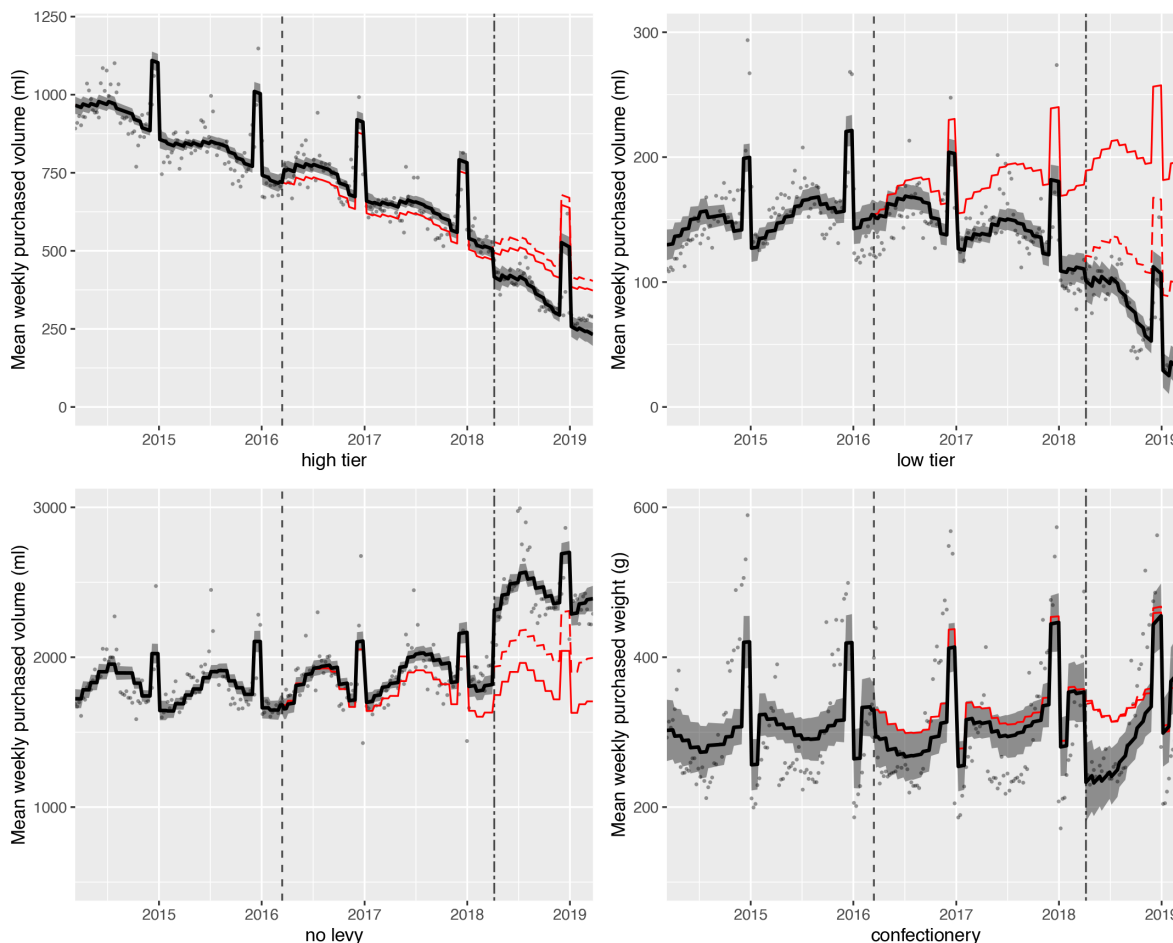 Mean weekly purchased volume (ml)
1250
1000
750
500
250
0
2015 2016 2017 2018 2019
high tier
Mean weekly purchased volume (ml)
300
200
100
0
2015 2016 2017 2018 2019
low tier
Mean weekly purchased volume (ml)
3000
2000
1000
2015 2016 2017 2018 2019
no levy
Mean weekly purchased weight (g)
600
400
200
2015 2016 2017 2018 2019
confectionery